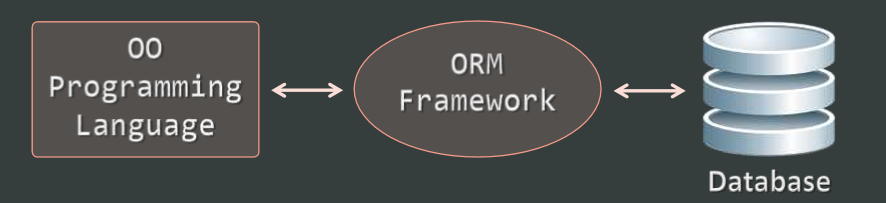 OO
Programming
Language
ORM
Framework
Database